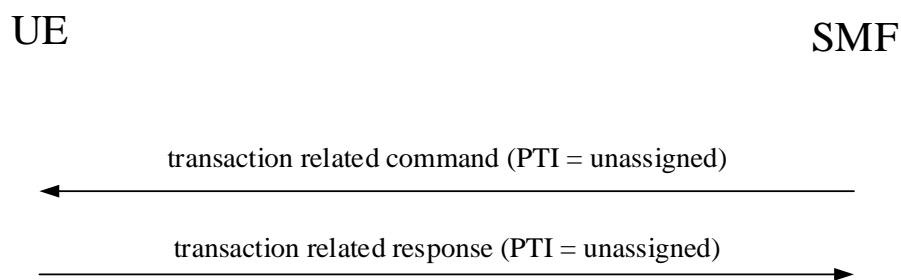 UE
SMF
transaction related command (PTI = unassigned)
transaction related response (PTI = unassigned)